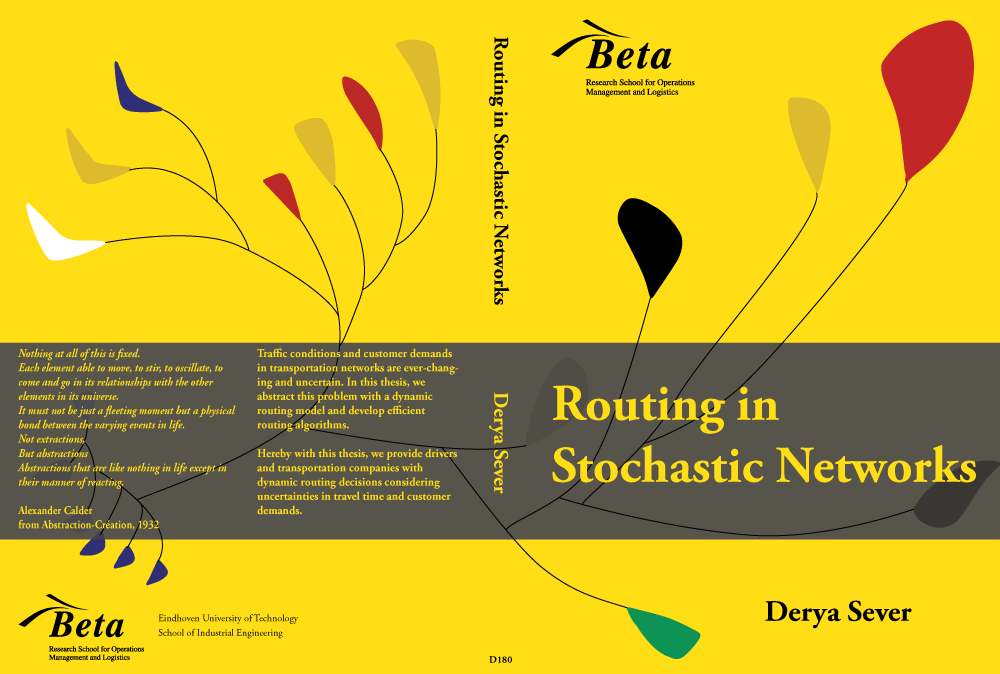 Nothing at all of this is fixed.
Each element able to move, to stir, to oscillate, to
come and go in its relationships with the other
elements in its universe.
It must not be just a fleeting moment but a physical
bond between the varying events in life.
Not extractions,
But abstractions
Abstractions that are like nothing in life except in
their manner of reacting.
Alexander Calder
from Abstraction-Création, 1932
Traffic conditions and customer demands
in transportation networks are ever-chang-
ing and uncertain. In this thesis, we
abstract this problem with a dynamic
routing model and develop efficient
routing algorithms.
Hereby with this thesis, we provide drivers
and transportation companies with
dynamic routing decisions considering
uncertainties in travel time and customer
demands.
Beta
Research School for Operations
Management and Logistics
Eindhoven University of Technology
School of Industrial Engineering
Routing in Stochastic Networks
Derya Sever
D180
Beta
Research School for Operations
Management and Logistics
Routing in
Stochastic Networks
Derya Sever